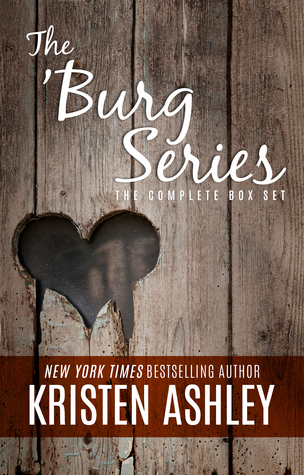 The
'Burg
Series
THE COMPLETE BOX SET
NEW YORK TIMES BESTSELLING AUTHOR
KRISTEN ASHLEY